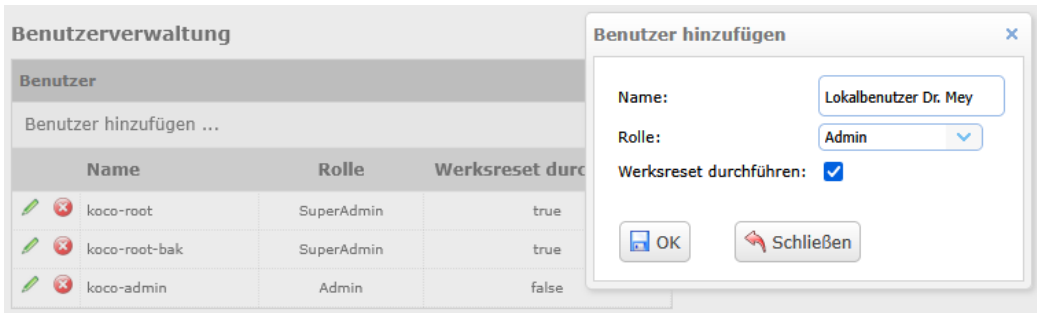 Benutzerverwaltung
Benutzer
Benutzer hinzufügen ...
Name Rolle Werksreset durc
koco-root SuperAdmin true
koco-root-bak SuperAdmin true
koco-admin Admin false
Benutzer hinzufügen
Name: Lokalbenutzer Dr. Mey
Rolle: Admin
Werksreset durchführen:
OK Schließen